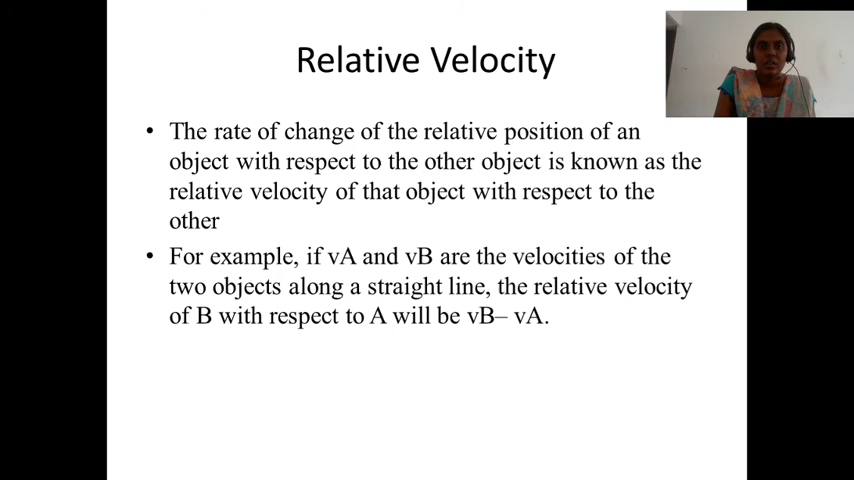 Relative Velocity
• The rate of change of the relative position of an
object with respect to the other object is known as the
relative velocity of that object with respect to the
other
• For example, if vA and vB are the velocities of the
two objects along a straight line, the relative velocity
of B with respect to A will be vB– vA.